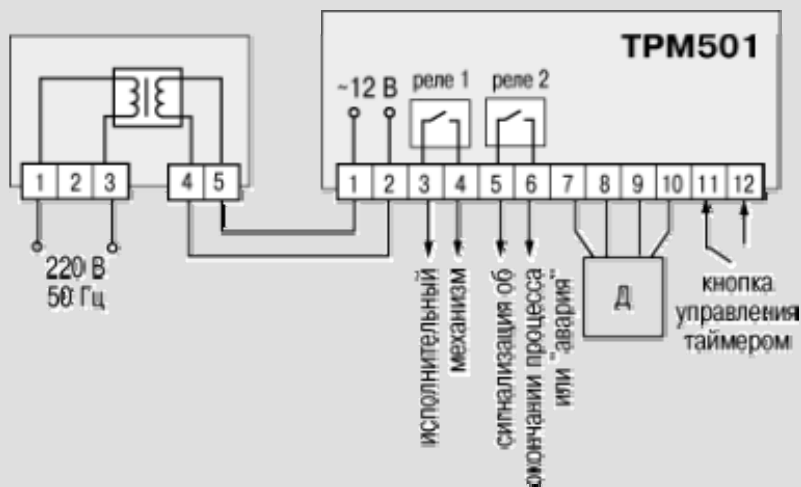 ТРМ501
~12 В
реле 1
реле 2
1 2 3
4 5
1 2 3 4 5 6 7 8 9 10 11 12
220 В
50 Гц
исполнительный
механизм
сигнализация об
окончании процесса
или "авария"
Д
кнопка
управления
таймером